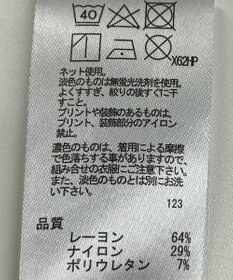 40
X62HP
ネット使用。
淡色のものは無蛍光洗剤を使用。
よくすすぎ、絞りの後すぐに干
すこと。
プリントや装飾のあるものは、
プリント、装飾部分のアイロン
禁止。
濃色のものは、着用による摩擦
で色落ちする事がありますので、
組み合せの衣服にご注意下さい。
また、淡色のものとは別にお洗
い下さい。
123
品質
レーヨン 64%
ナイロン 29%
ポリウレタン 7%